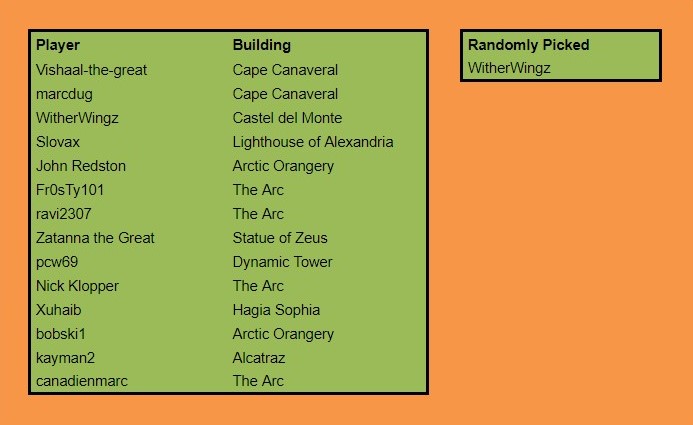 Player Building
Vishaal-the-great Cape Canaveral
marcdug Cape Canaveral
WitherWingz Castel del Monte
Slovax Lighthouse of Alexandria
John Redston Arctic Orangery
Fr0sTy101 The Arc
ravi2307 The Arc
Zatanna the Great Statue of Zeus
pcw69 Dynamic Tower
Nick Klopper The Arc
Xuhaib Hagia Sophia
bobski1 Arctic Orangery
kayman2 Alcatraz
canadienmarc The Arc
Randomly Picked
WitherWingz